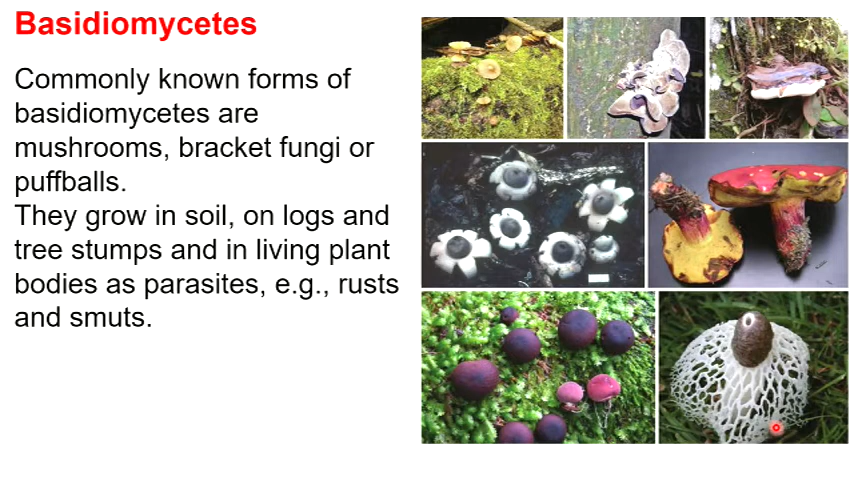 Basidiomycetes
Commonly known forms of
basidiomycetes are
mushrooms, bracket fungi or
puffballs.
They grow in soil, on logs and
tree stumps and in living plant
bodies as parasites, e.g., rusts
and smuts.